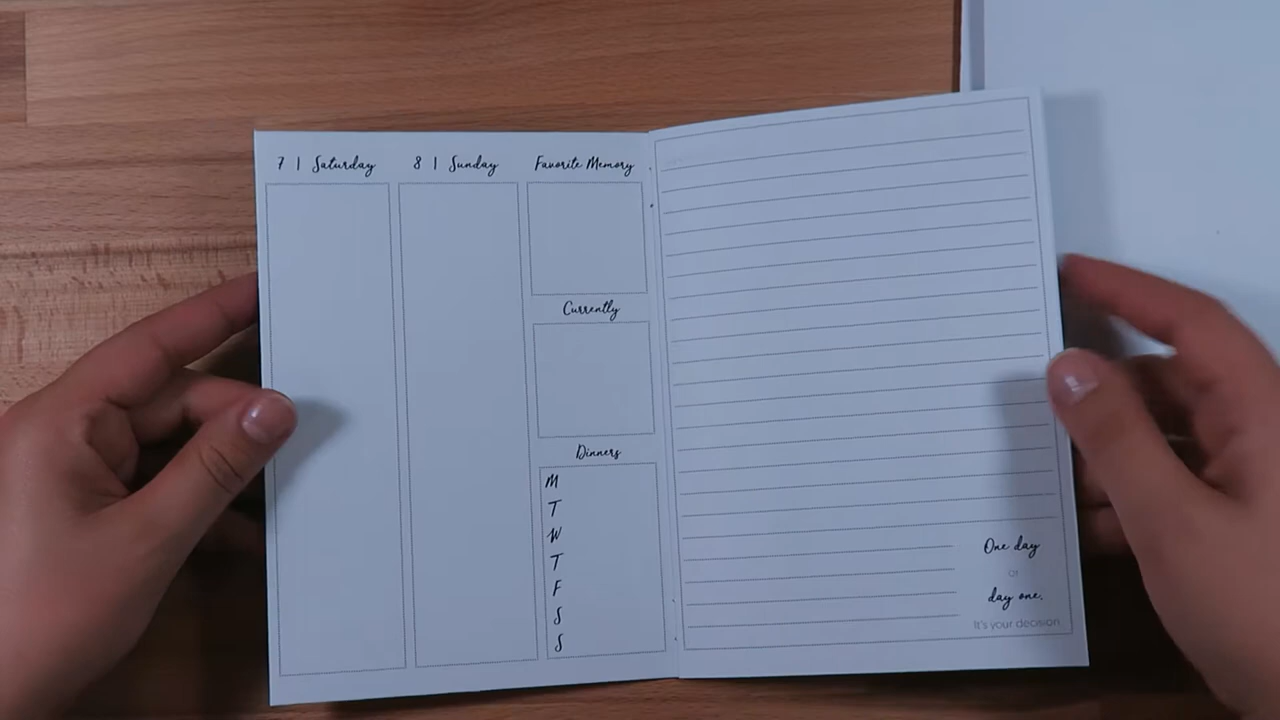 7 | Saturday
8 | Sunday
Favorite Memory
Currently
Dinners
M
T
W
T
F
S
S
One day
or
day one.
It's your decision